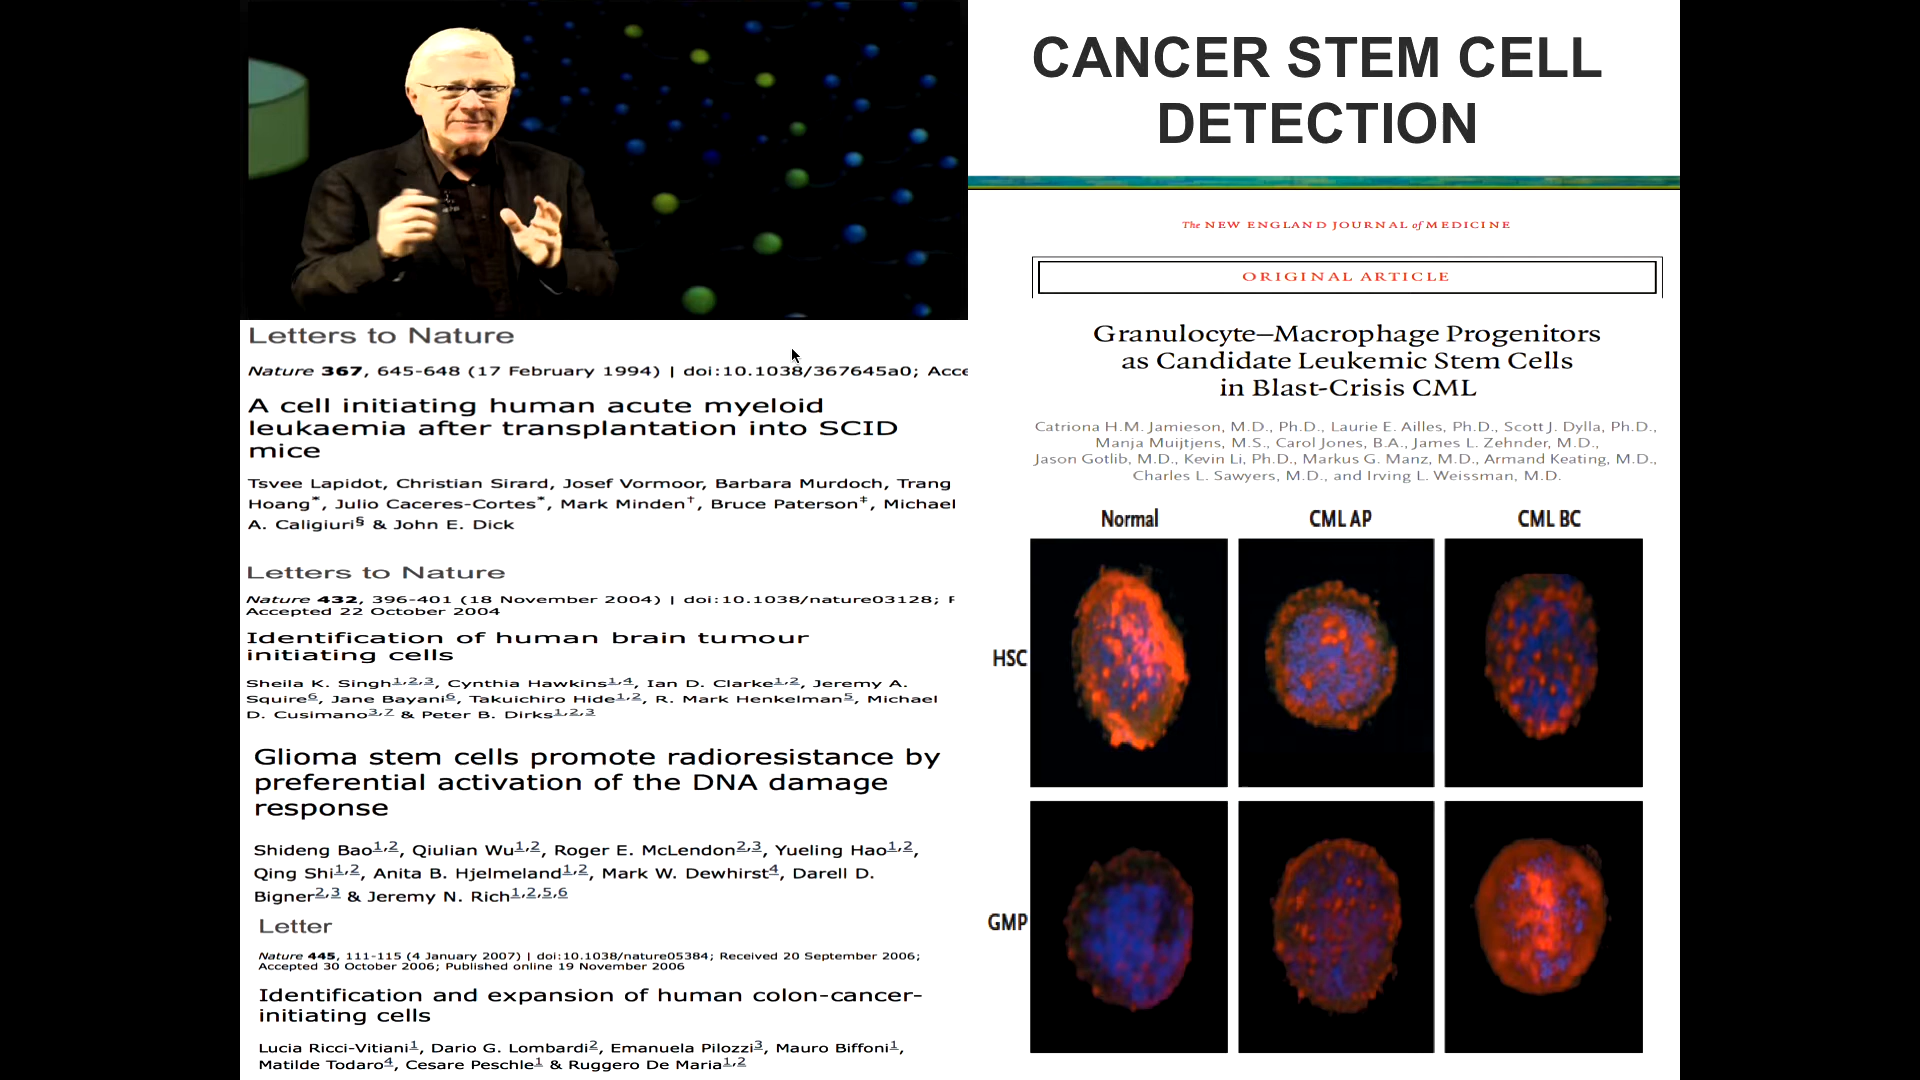 CANCER STEM CELL
DETECTION
Letters to Nature
Nature 367, 645-648 (17 February 1994) | doi:10.1038/367645a0; Acce
A cell initiating human acute myeloid
leukaemia after transplantation into SCID
mice
Tsvee Lapidot, Christian Sirard, Josef Vormoor, Barbara Murdoch, Trang
Hoang*, Julio Caceres-Cortes*, Mark Minden†, Bruce Paterson‡, Michael
A. Caligiuri§ & John E. Dick
Letters to Nature
Nature 432, 396-401 (18 November 2004) | doi:10.1038/nature03128; R
Accepted 22 October 2004
Identification of human brain tumour
initiating cells
Sheila K. Singh1,2,3, Cynthia Hawkins1,4, Ian D. Clarke1,2, Jeremy A.
Squire6, Jane Bayani6, Takuichiro Hide1,2, R. Mark Henkelman5, Michael
D. Cusimano3,7 & Peter B. Dirks1,2,3
Glioma stem cells promote radioresistance by
preferential activation of the DNA damage
response
Shideng Bao1,2, Qiulian Wu1,2, Roger E. McLendon2,3, Yueling Hao1,2,
Qing Shi1,2, Anita B. Hjelmeland1,2, Mark W. Dewhirst4, Darell D.
Bigner2,3 & Jeremy N. Rich1,2,5,6
Letter
Nature 445, 111-115 (4 January 2007) | doi:10.1038/nature05384; Received 20 September 2006;
Accepted 30 October 2006; Published online 19 November 2006
Identification and expansion of human colon-cancer-
initiating cells
Lucia Ricci-Vitiani1, Dario G. Lombardi2, Emanuela Pilozzi3, Mauro Biffoni1,
Matilde Todaro4, Cesare Peschle1 & Ruggero De Maria1,2
The NEW ENGLAND JOURNAL of MEDICINE
ORIGINAL ARTICLE
Granulocyte–Macrophage Progenitors
as Candidate Leukemic Stem Cells
in Blast-Crisis CML
Catriona H.M. Jamieson, M.D., Ph.D., Laurie E. Ailles, Ph.D., Scott J. Dylla, Ph.D.,
Manja Muijtjens, M.S., Carol Jones, B.A., James L. Zehnder, M.D.,
Jason Gotlib, M.D., Kevin Li, Ph.D., Markus G. Manz, M.D., Armand Keating, M.D.,
Charles L. Sawyers, M.D., and Irving L. Weissman, M.D.
Normal CML AP CML BC
HSC
GMP